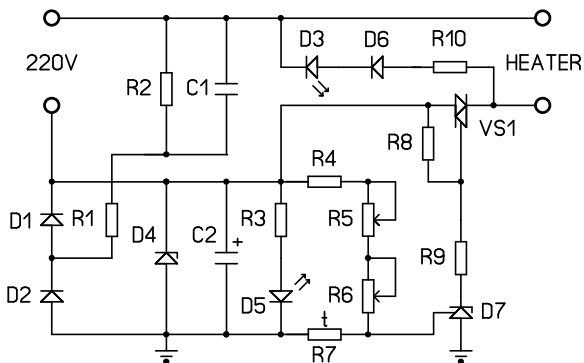 D3
D6
R10
220V
R2
C1
HEATER
R8
VS1
R4
D1
R1
D4
C2
+
R3
R5
R9
D2
D5
R6
D7
t
R7